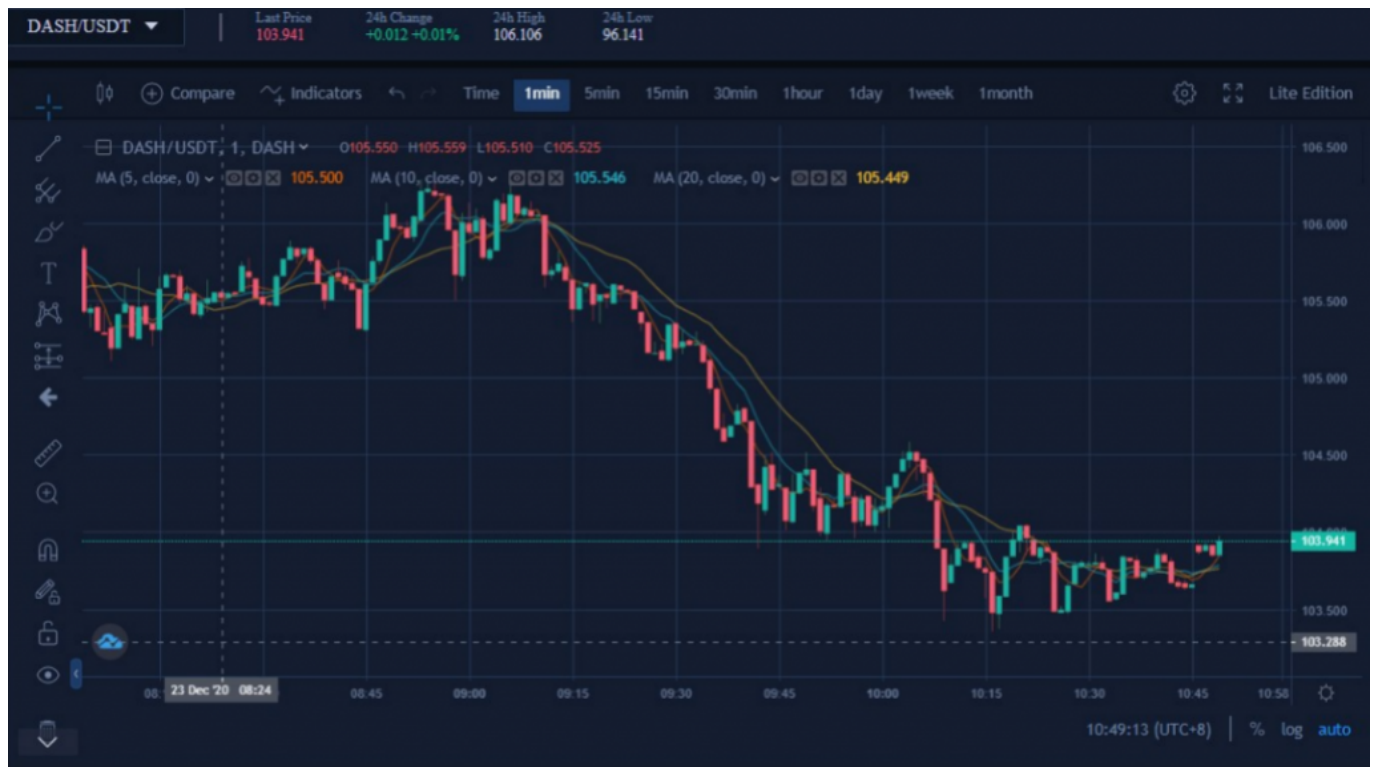 DASH/USDT
Last Price
103.941
24h Change
+0.012 +0.01%
24h High
106.106
24h Low
96.141
Compare Indicators Time 1min 5min 15min 30min 1hour 1day 1week 1month Lite Edition
DASH/USDT, 1, DASH O105.550 H105.559 L105.510 C105.525
MA (5, close, 0) 105.500 MA (10, close, 0) 105.546 MA (20, close, 0) 105.449
T
106.500
106.000
105.500
105.000
104.500
103.941
103.500
103.288
23 Dec '20 08:24 08:45 09:00 09:15 09:30 09:45 10:00 10:15 10:30 10:45 10:58
10:49:13 (UTC+8) % log auto